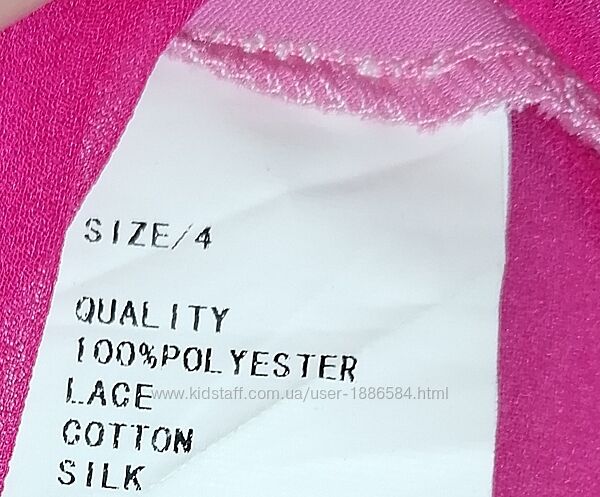 SIZE/4
QUALITY
100%POLYESTER
LACE
www.kidstaff.com.ua/user-1886584.html
COTTON
SILK